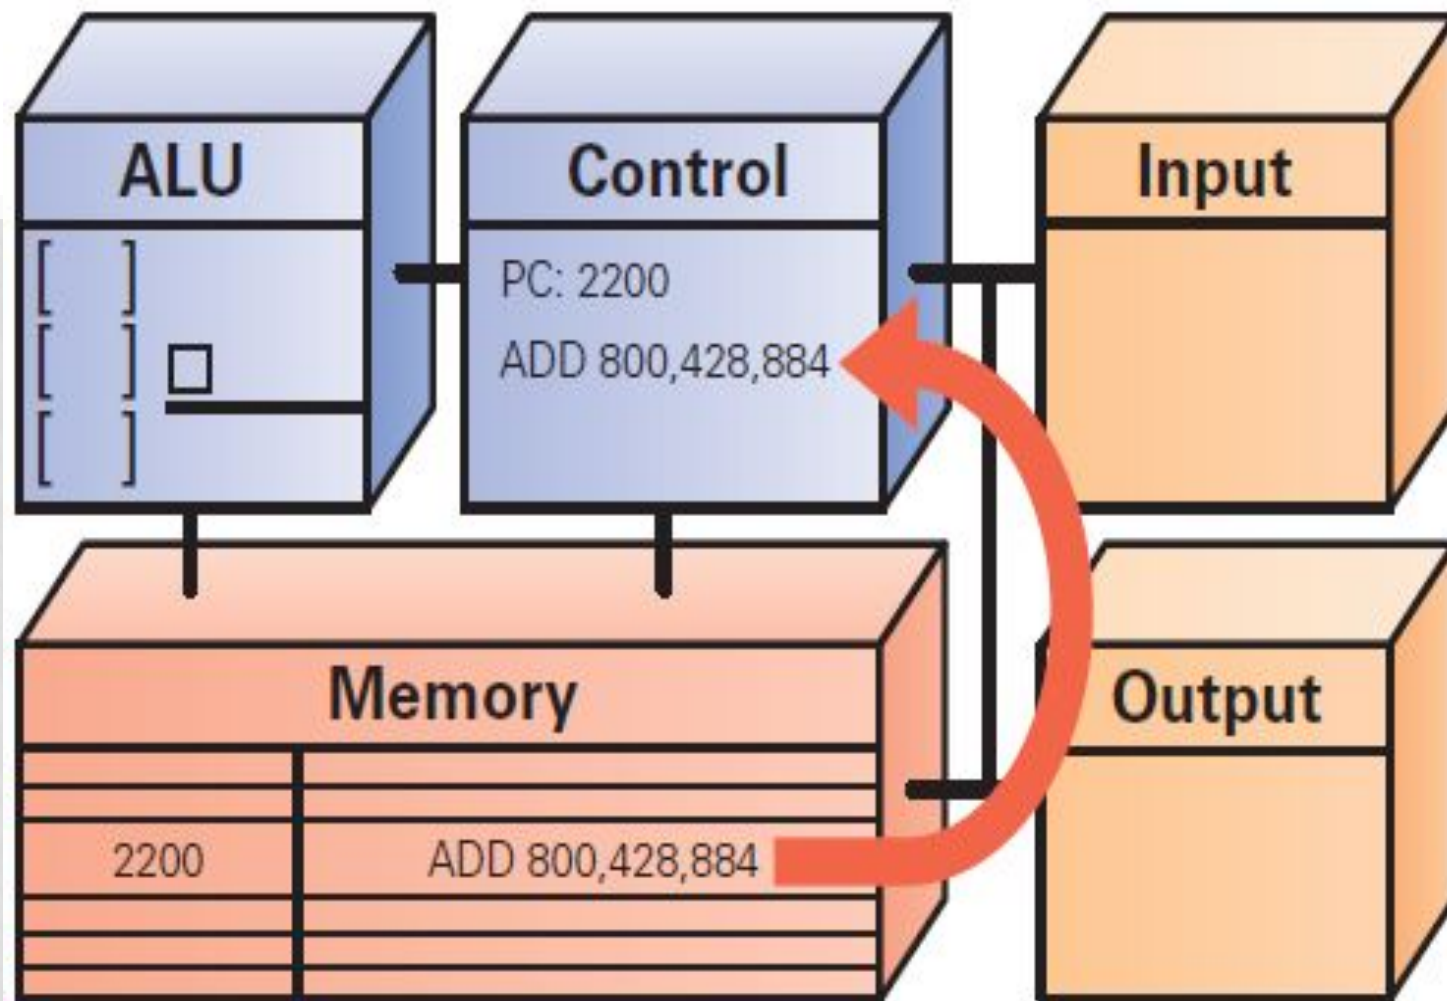 ALU
[ ]
[ ]
[ ]
Control
PC: 2200
ADD 800,428,884
Input
Memory
2200 ADD 800,428,884
Output